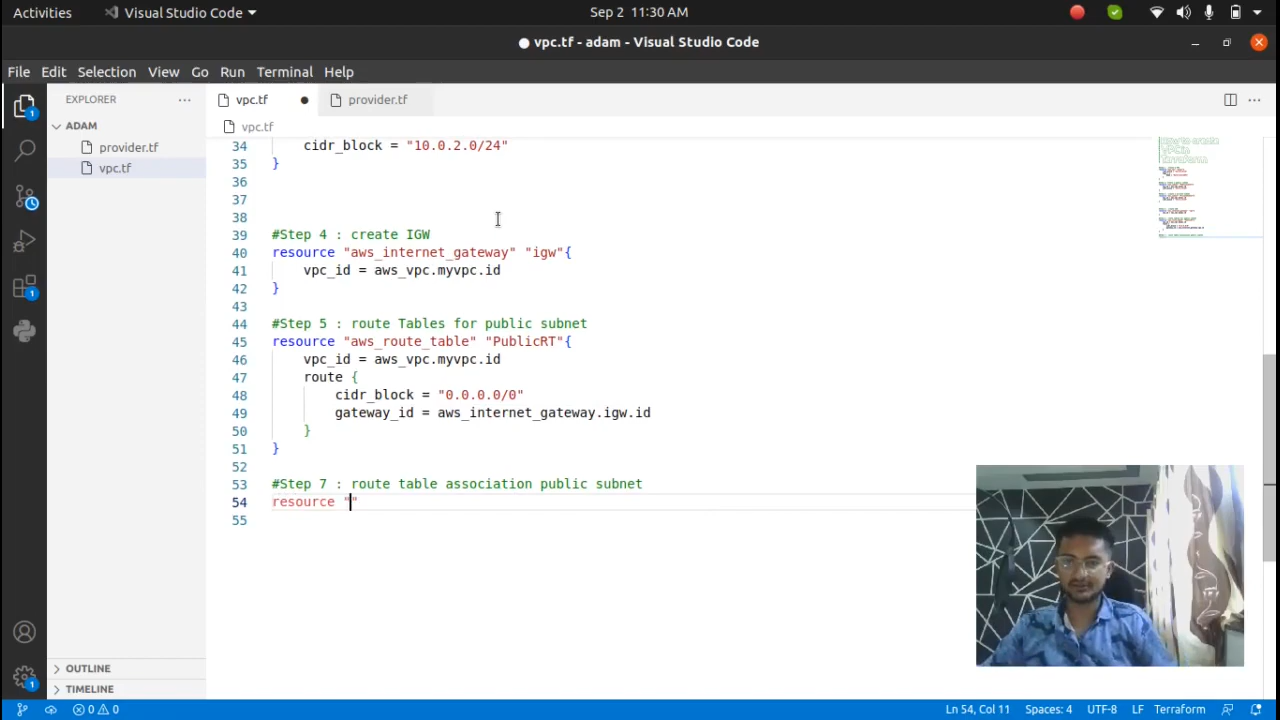 Activities
Visual Studio Code
Sep 2 11:30 AM
vpc.tf - adam - Visual Studio Code
File Edit Selection View Go Run Terminal Help
EXPLORER
vpc.tf
provider.tf
ADAM
vpc.tf
provider.tf
vpc.tf
34 cidr_block = "10.0.2.0/24"
35 }
36
37
38
39 #Step 4 : create IGW
40 resource "aws_internet_gateway" "igw"{
41 vpc_id = aws_vpc.myvpc.id
42 }
43
44 #Step 5 : route Tables for public subnet
45 resource "aws_route_table" "PublicRT"{
46 vpc_id = aws_vpc.myvpc.id
47 route {
48 cidr_block = "0.0.0.0/0"
49 gateway_id = aws_internet_gateway.igw.id
50 }
51 }
52
53 #Step 7 : route table association public subnet
54 resource ""
55
OUTLINE
TIMELINE
1
1
1
0 0
Ln 54, Col 11
Spaces: 4
UTF-8
LF
Terraform